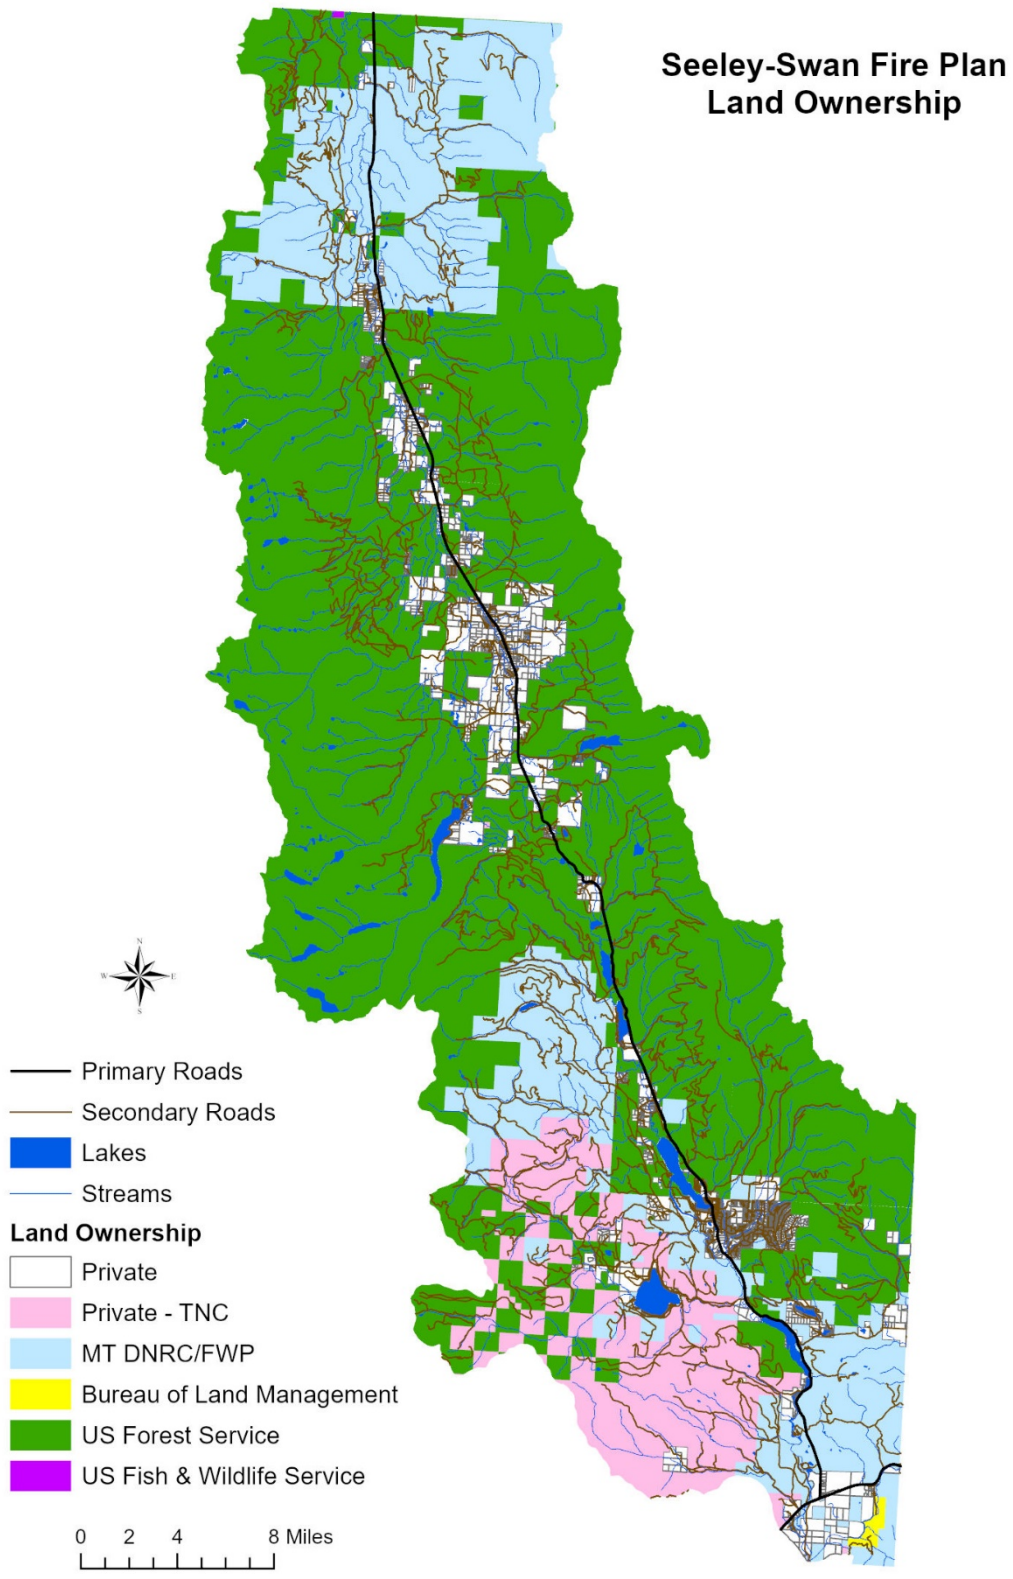 Seeley-Swan Fire Plan
Land Ownership
N
W E
S
Primary Roads
Secondary Roads
Lakes
Streams
Land Ownership
Private
Private - TNC
MT DNRC/FWP
Bureau of Land Management
US Forest Service
US Fish & Wildlife Service
0 2 4 8 Miles